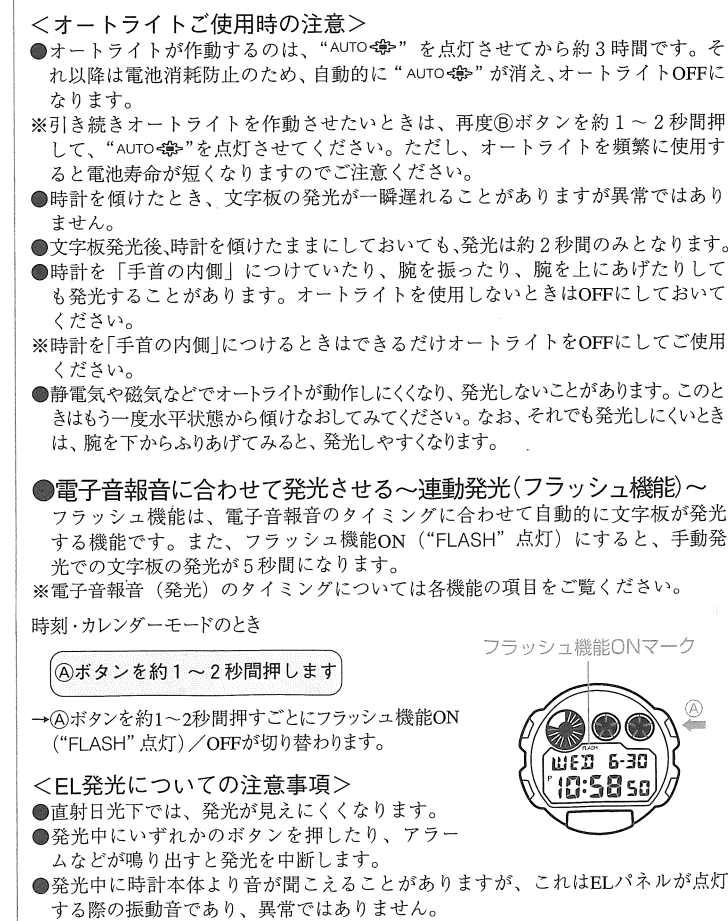 ＜オートライトご使用時の注意＞
●オートライトが作動するのは、“AUTO”を点灯させてから約３時間です。そ
れ以降は電池消耗防止のため、自動的に“AUTO”が消え、オートライトOFFに
なります。
※引き続きオートライトを作動させたいときは、再度Ⓑボタンを約１～２秒間押
して、“AUTO”を点灯させてください。ただし、オートライトを頻繁に使用す
ると電池寿命が短くなりますのでご注意ください。
●時計を傾けたとき、文字板の発光が一瞬遅れることがありますが異常ではあり
ません。
●文字板発光後、時計を傾けたままにしておいても、発光は約２秒間のみとなります。
●時計を「手首の内側」につけていたり、腕を振ったり、腕を上にあげたりして
も発光することがあります。オートライトを使用しないときはOFFにしておいて
ください。
※時計を「手首の内側」につけるときはできるだけオートライトをOFFにしてご使用
ください。
●静電気や磁気などでオートライトが動作しにくくなり、発光しないことがあります。このと
きはもう一度水平状態から傾けなおしてみてください。なお、それでも発光しにくいとき
は、腕を下からふりあげてみると、発光しやすくなります。
●電子音報音に合わせて発光させる～連動発光（フラッシュ機能）～
フラッシュ機能は、電子音報音のタイミングに合わせて自動的に文字板が発光
する機能です。また、フラッシュ機能ON（“FLASH”点灯）にすると、手動発
光での文字板の発光が５秒間になります。
※電子音報音（発光）のタイミングについては各機能の項目をご覧ください。
時刻・カレンダーモードのとき
Ⓐボタンを約１～２秒間押します
→Ⓐボタンを約1～2秒間押すごとにフラッシュ機能ON
（“FLASH”点灯）／OFFが切り替わります。
フラッシュ機能ONマーク
Ⓐ
FLASH
WED 6-30
P 10:58 50
＜EL発光についての注意事項＞
●直射日光下では、発光が見えにくくなります。
●発光中にいずれかのボタンを押したり、アラー
ムなどが鳴り出すと発光を中断します。
●発光中に時計本体より音が聞こえることがありますが、これはELパネルが点灯
する際の振動音であり、異常ではありません。